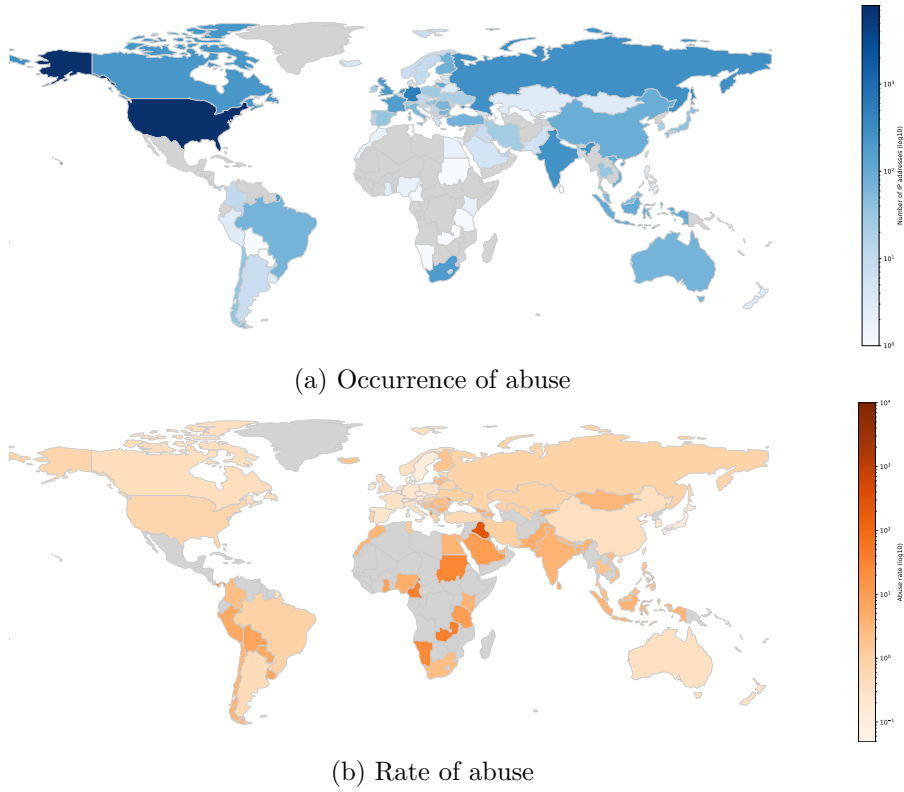 10³
10²
10¹
10⁰
Number of IP addresses (log10)
(a) Occurrence of abuse
10⁴
10³
10²
10¹
10⁰
10⁻¹
Abuse rate (log10)
(b) Rate of abuse